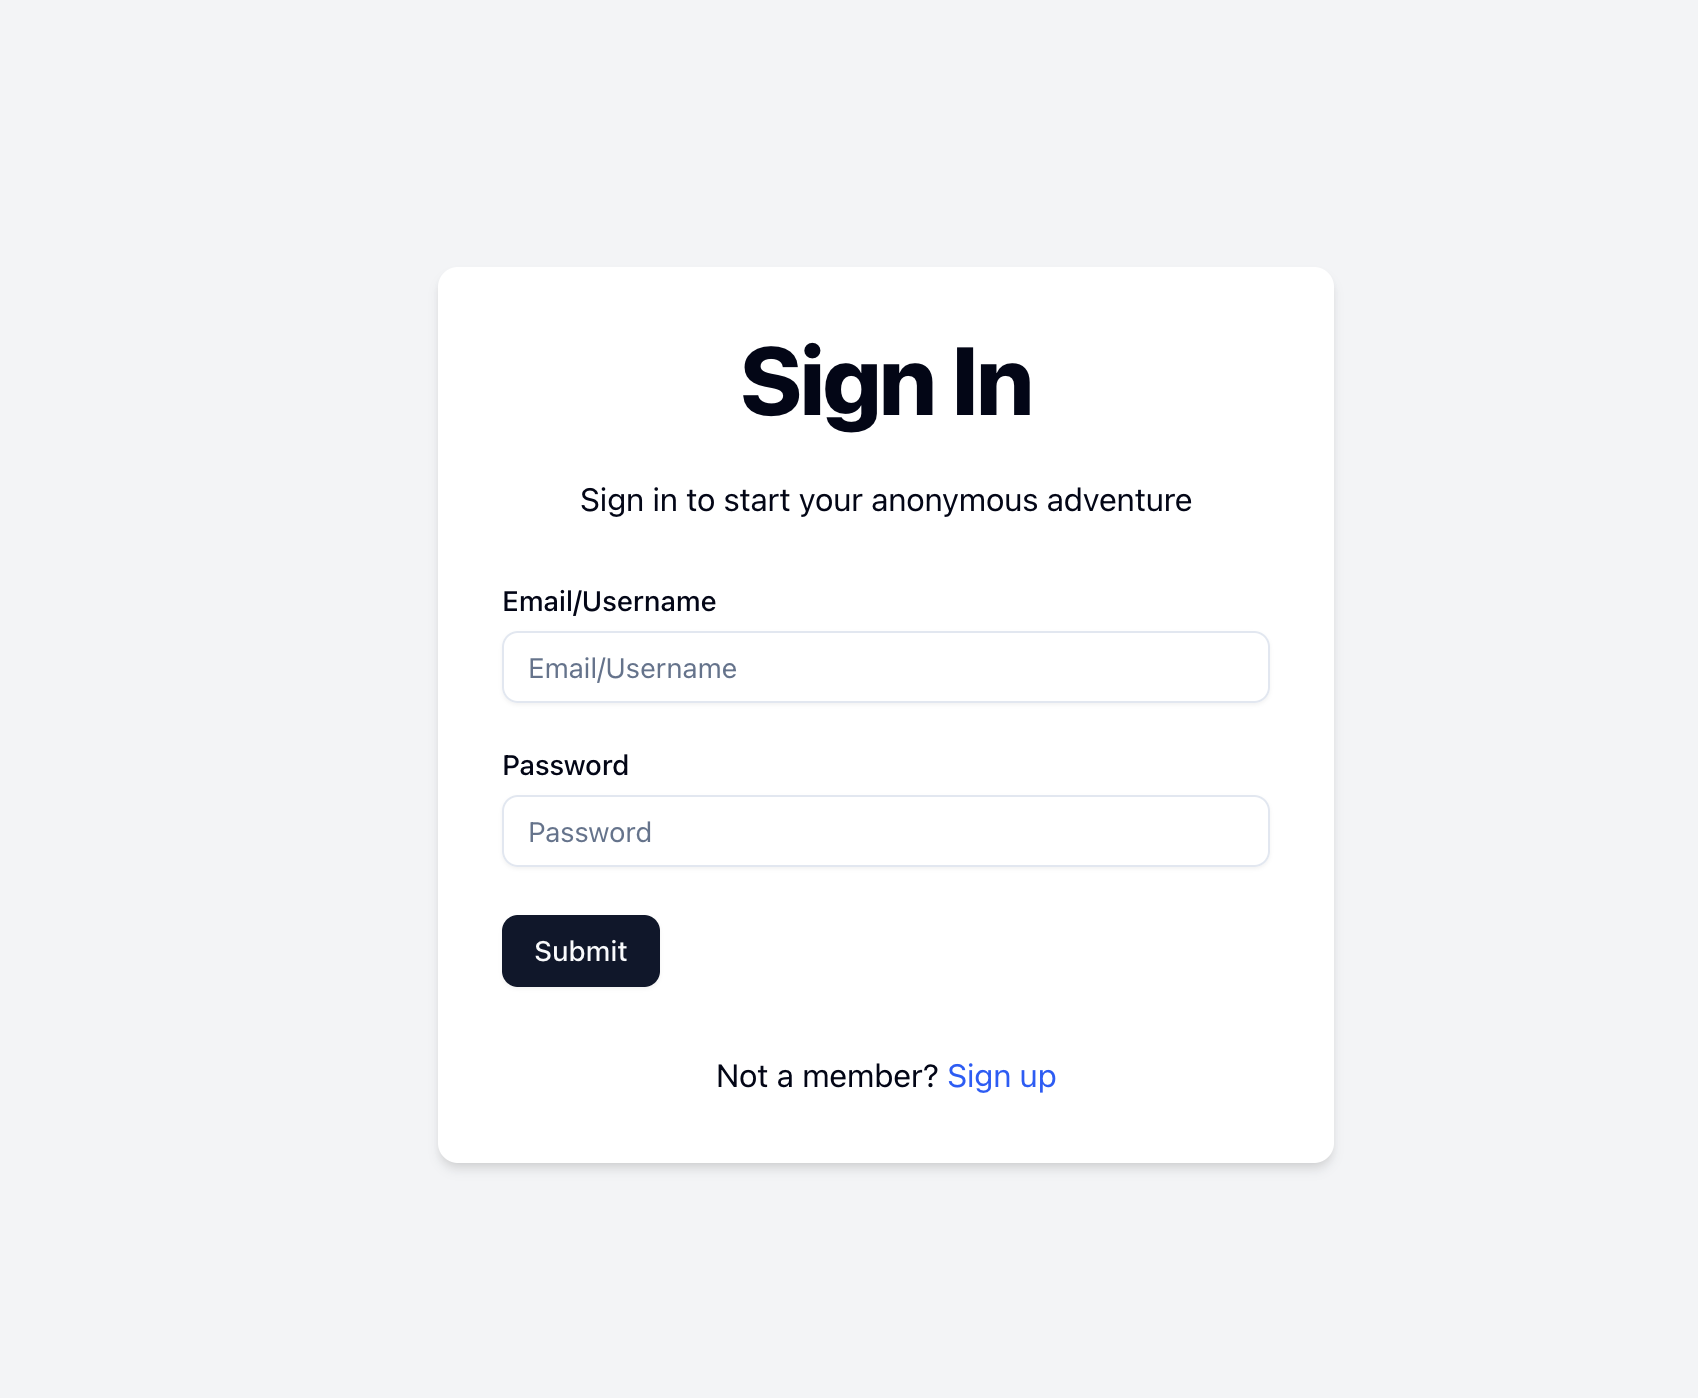 Sign In
Sign in to start your anonymous adventure
Email/Username
Email/Username
Password
Password
Submit
Not a member? Sign up